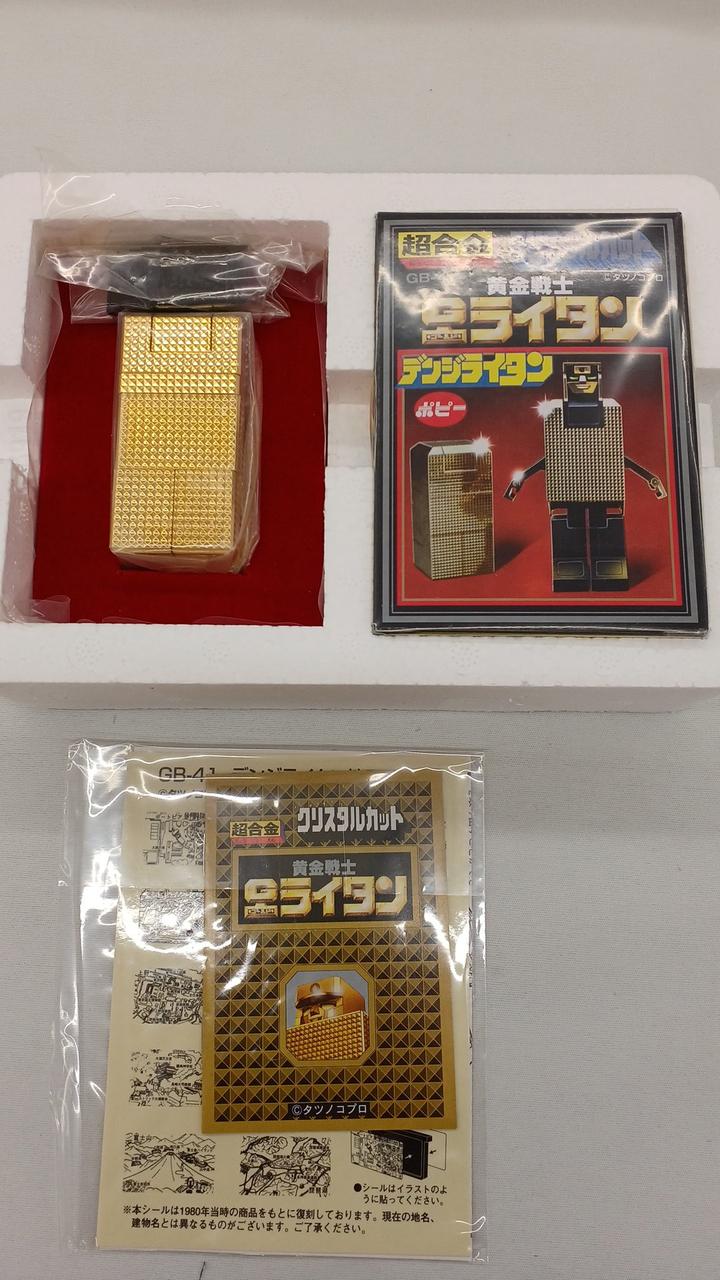 超合金
GB-
©タツノコプロ
黄金戦士
ゴールドライタン
デンジライタン
ポピー
GB-41
超合金
クリスタルカット
黄金戦士
ゴールドライタン
©タツノコプロ
富士山
琵琶湖
●シールはイラストのよ
うに貼ってください。
※本シールは1980年当時の商品をもとに復刻しております。現在の地名、
建物名とは異なるものがございます。ご了承ください。